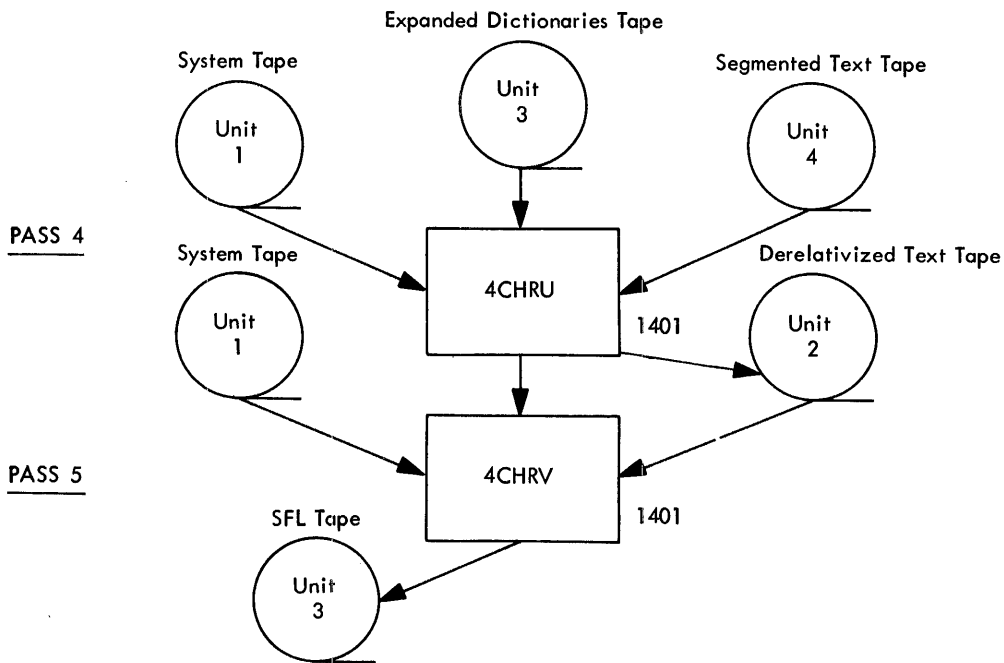 Expanded Dictionaries Tape
System Tape
Segmented Text Tape
Unit
1
Unit
3
Unit
4
PASS 4
System Tape
Derelativized Text Tape
4CHRU
1401
Unit
1
Unit
2
PASS 5
4CHRV
1401
SFL Tape
Unit
3